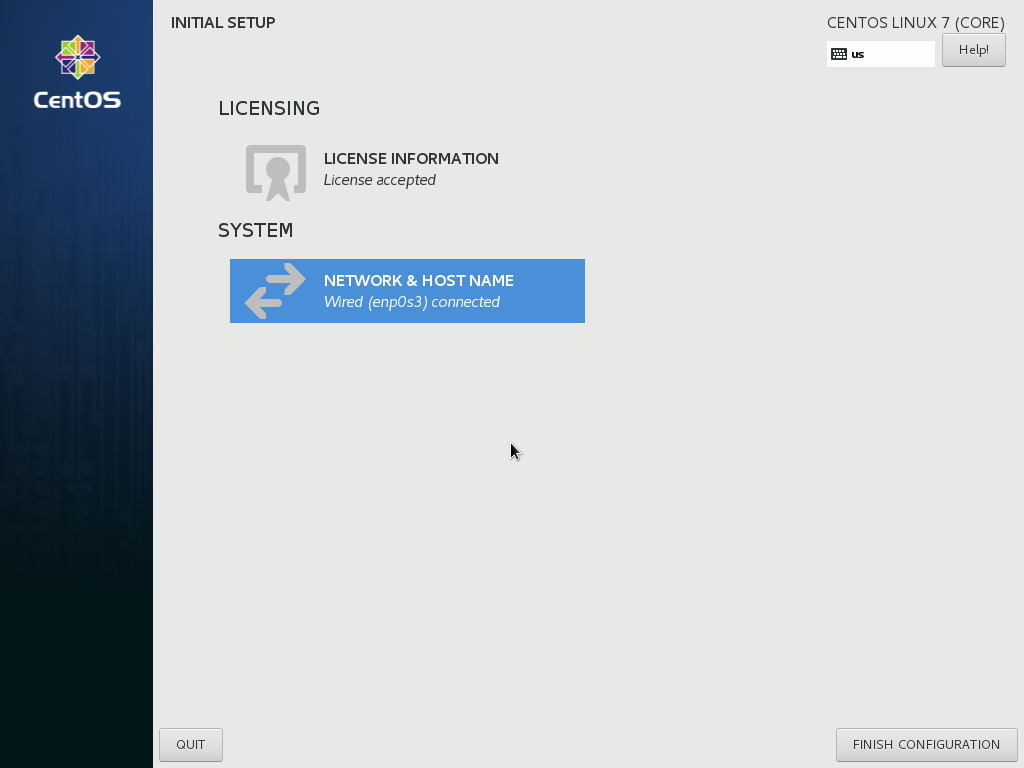 INITIAL SETUP
CENTOS LINUX 7 (CORE)
us
Help!
CentOS
LICENSING
LICENSE INFORMATION
License accepted
SYSTEM
NETWORK & HOST NAME
Wired (enp0s3) connected
QUIT
FINISH CONFIGURATION